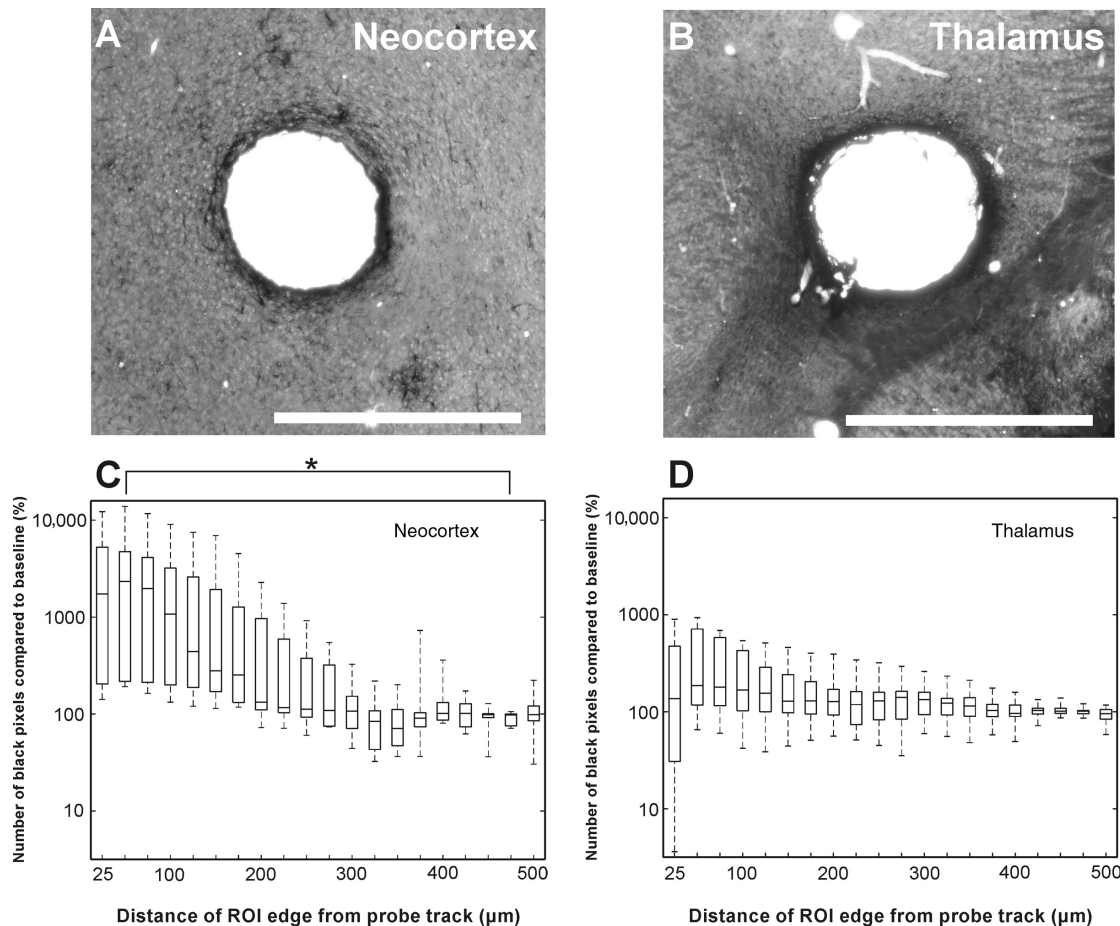 A
Neocortex
B
Thalamus
C
*
D
Number of black pixels compared to baseline (%)
10,000
1000
100
10
Neocortex
25
100
200
300
400
500
Distance of ROI edge from probe track (µm)
Number of black pixels compared to baseline (%)
10,000
1000
100
10
Thalamus
25
100
200
300
400
500
Distance of ROI edge from probe track (µm)